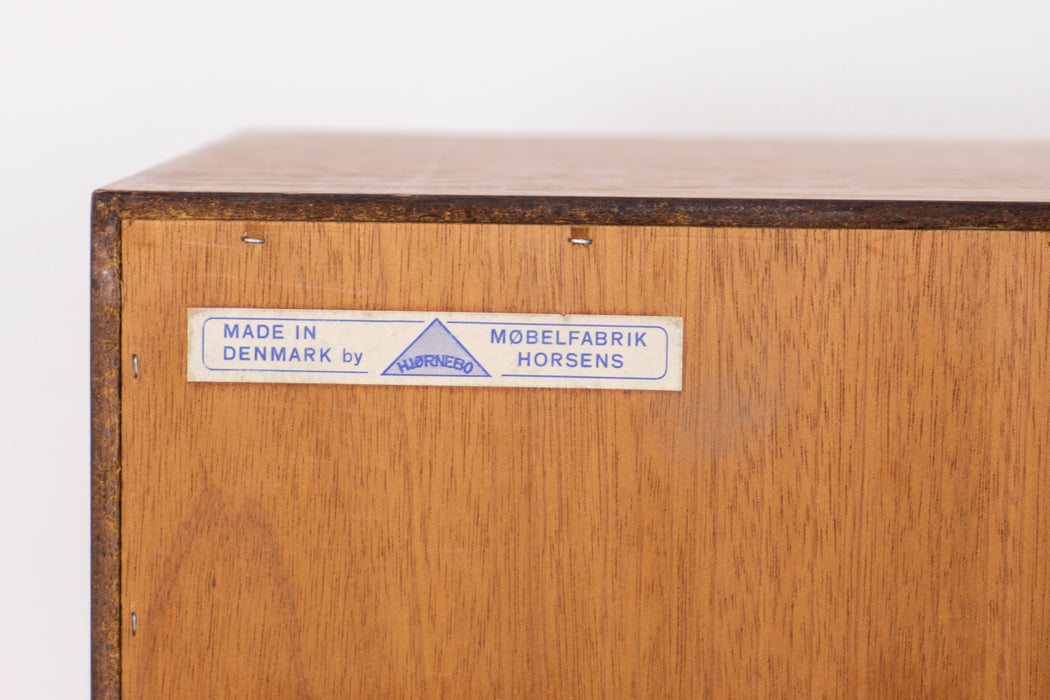 MADE IN
DENMARK by
HJØRNEBO
MØBELFABRIK
HORSENS